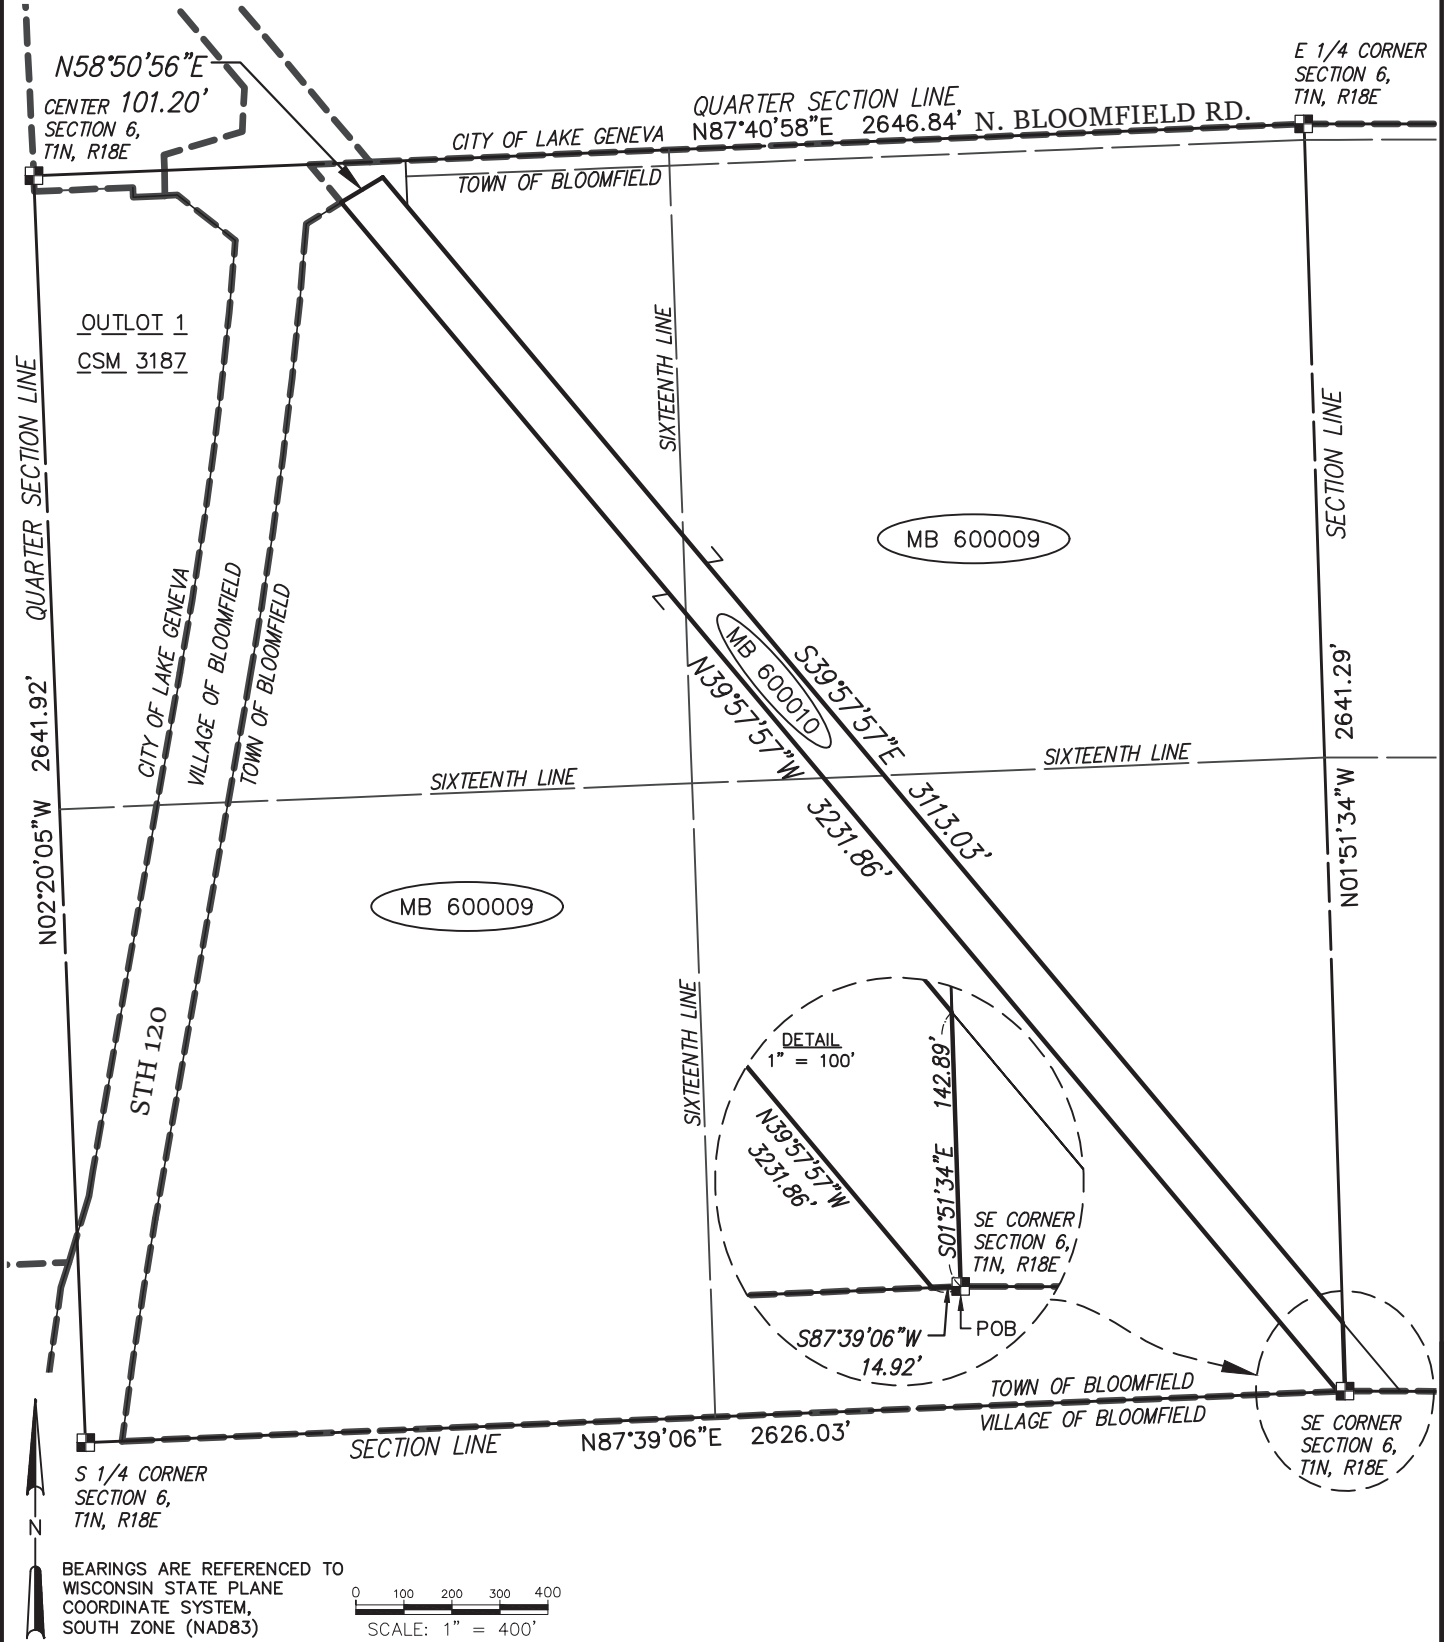 N58°50'56"E
101.20'
CENTER
SECTION 6,
T1N, R18E
E 1/4 CORNER
SECTION 6,
T1N, R18E
QUARTER SECTION LINE
N87°40'58"E 2646.84'
N. BLOOMFIELD RD.
CITY OF LAKE GENEVA
TOWN OF BLOOMFIELD
OUTLOT 1
CSM 3187
QUARTER SECTION LINE
N02°20'05"W 2641.92'
SIXTEENTH LINE
SECTION LINE
N01°51'34"W 2641.29'
MB 600009
CITY OF LAKE GENEVA
VILLAGE OF BLOOMFIELD
TOWN OF BLOOMFIELD
MB 600010
S39°57'57"E 3113.03'
N39°57'57"W 3231.86'
SIXTEENTH LINE
SIXTEENTH LINE
MB 600009
STH 120
SIXTEENTH LINE
DETAIL
1" = 100'
N39°57'57"W
3231.86'
S01°51'34"E 142.89'
SE CORNER
SECTION 6,
T1N, R18E
S87°39'06"W
14.92'
POB
TOWN OF BLOOMFIELD
VILLAGE OF BLOOMFIELD
SECTION LINE
N87°39'06"E 2626.03'
SE CORNER
SECTION 6,
T1N, R18E
S 1/4 CORNER
SECTION 6,
T1N, R18E
N
BEARINGS ARE REFERENCED TO
WISCONSIN STATE PLANE
COORDINATE SYSTEM,
SOUTH ZONE (NAD83)
0 100 200 300 400
SCALE: 1" = 400'